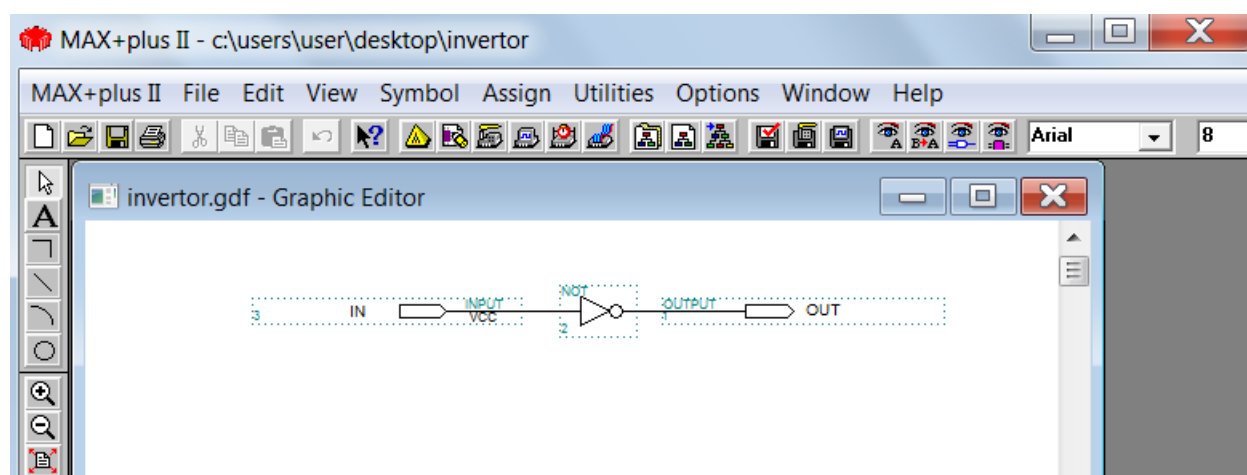 MAX+plus II - c:\users\user\desktop\invertor
MAX+plus II File Edit View Symbol Assign Utilities Options Window Help
Arial 8
invertor.gdf - Graphic Editor
A
NOT
IN INPUT OUTPUT OUT
3 VCC 1
2